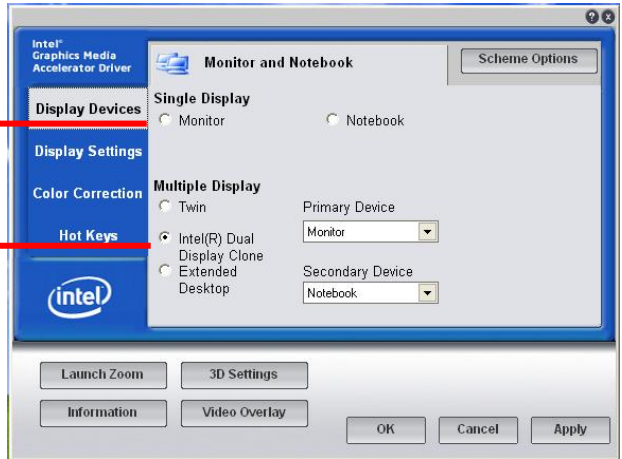 Intel®
Graphics Media
Accelerator Driver
Monitor and Notebook
Scheme Options
Display Devices
Display Settings
Color Correction
Hot Keys
intel
Single Display
Monitor
Notebook
Multiple Display
Twin
Intel(R) Dual
Display Clone
Extended
Desktop
Primary Device
Monitor
Secondary Device
Notebook
Launch Zoom
3D Settings
Information
Video Overlay
OK
Cancel
Apply